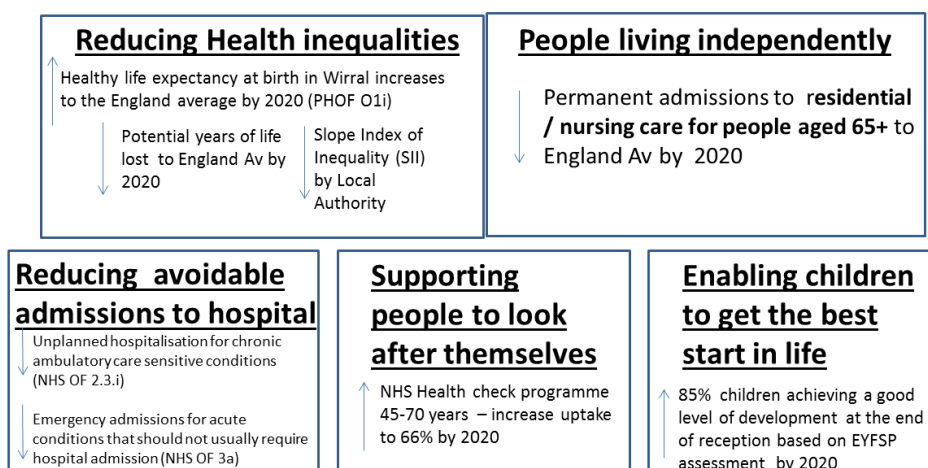 Reducing Health inequalities
Healthy life expectancy at birth in Wirral increases
to the England average by 2020 (PHOF O1i)
Potential years of life
lost to England Av by
2020
Slope Index of
Inequality (SII)
by Local
Authority
People living independently
Permanent admissions to residential
/ nursing care for people aged 65+ to
England Av by 2020
Reducing avoidable
admissions to hospital
Unplanned hospitalisation for chronic
ambulatory care sensitive conditions
(NHS OF 2.3.i)
Emergency admissions for acute
conditions that should not usually require
hospital admission (NHS OF 3a)
Supporting
people to look
after themselves
NHS Health check programme
45-70 years – increase uptake
to 66% by 2020
Enabling children
to get the best
start in life
85% children achieving a good
level of development at the end
of reception based on EYFSP
assessment by 2020